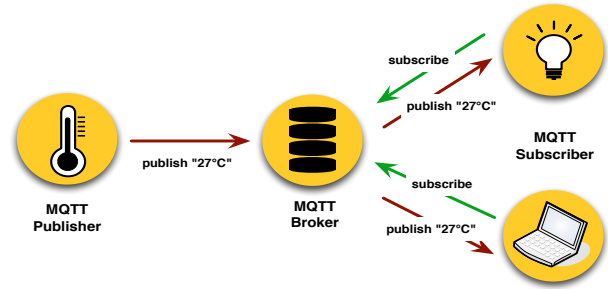 MQTT
Publisher
publish "27°C"
MQTT
Broker
subscribe
publish "27°C"
MQTT
Subscriber
subscribe
publish "27°C"